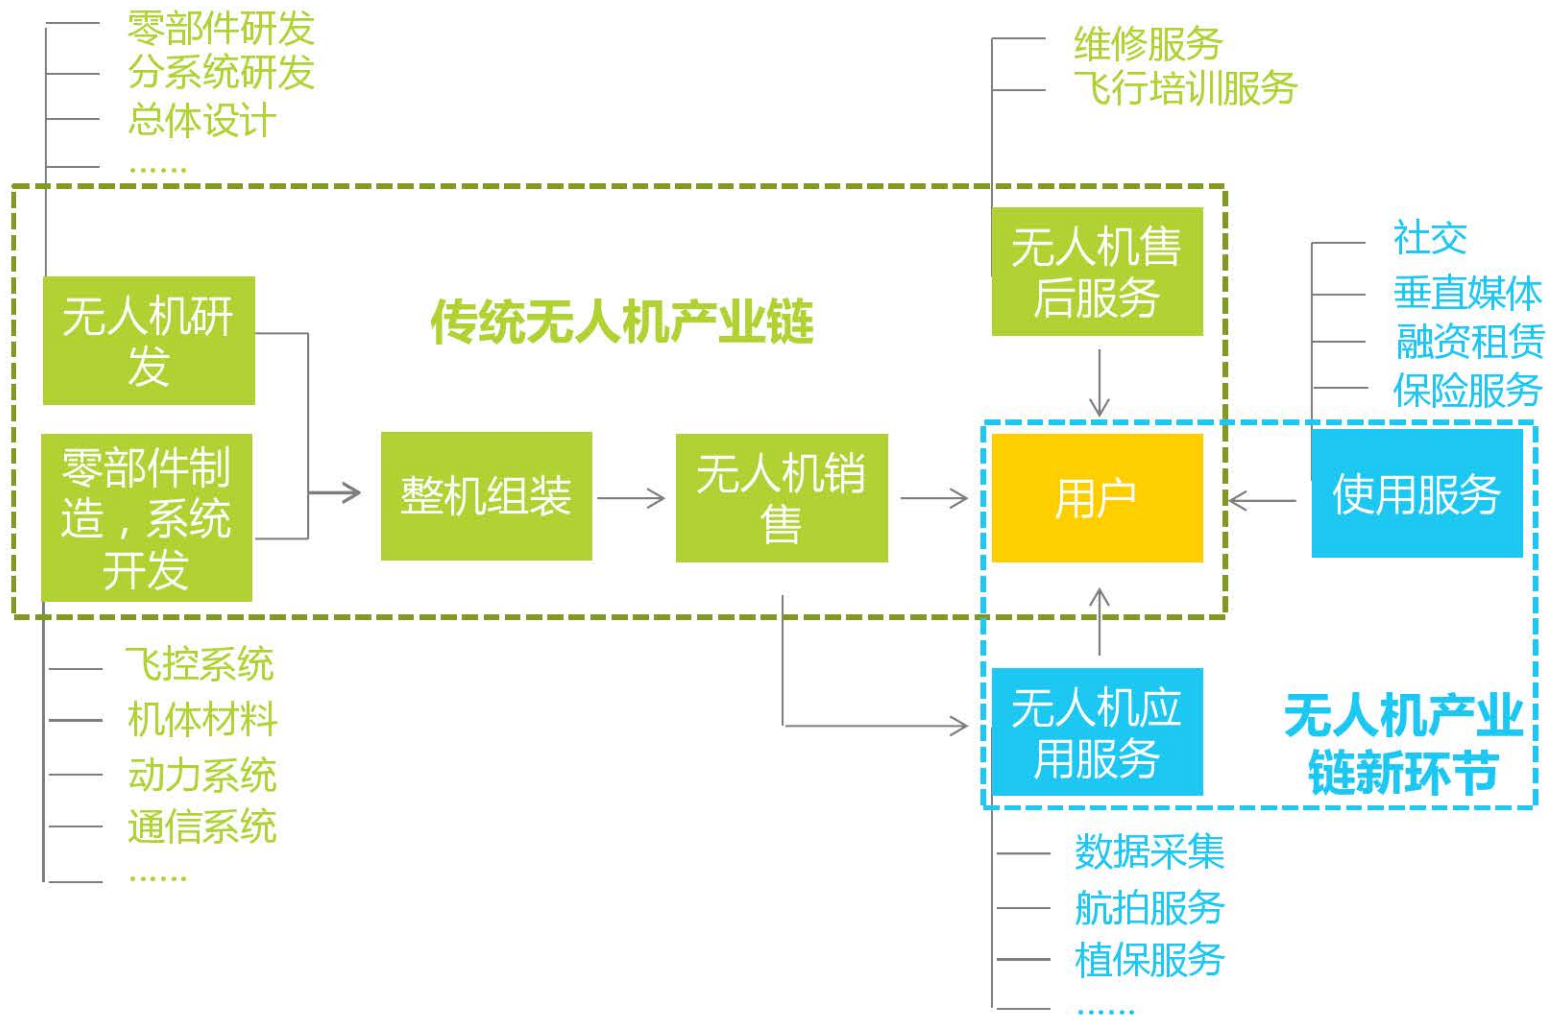 零部件研发
分系统研发
总体设计
......
维修服务
飞行培训服务
无人机研
发
传统无人机产业链
无人机售
后服务
社交
垂直媒体
融资租赁
保险服务
零部件制
造，系统
开发
整机组装
无人机销
售
用户
使用服务
飞控系统
机体材料
动力系统
通信系统
......
无人机应
用服务
无人机产业
链新环节
数据采集
航拍服务
植保服务
......